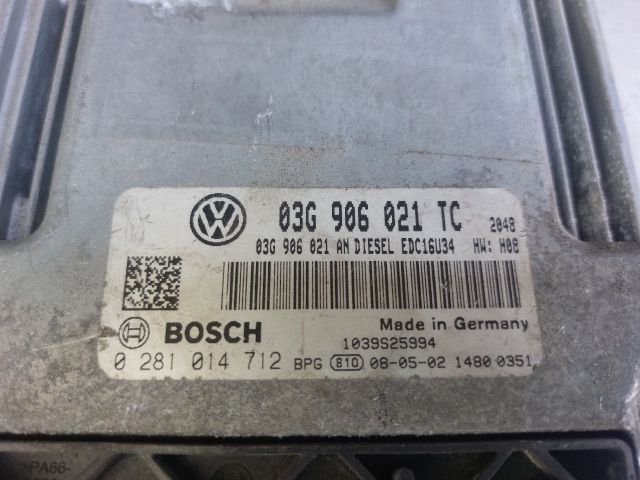 03G 906 021 TC 2048
03G 906 021 AN DIESEL EDC16U34 HW: H08
Made in Germany
BOSCH 1039S25994
0 281 014 712 BPG 810 08-05-02 1480 0351
>PA66-